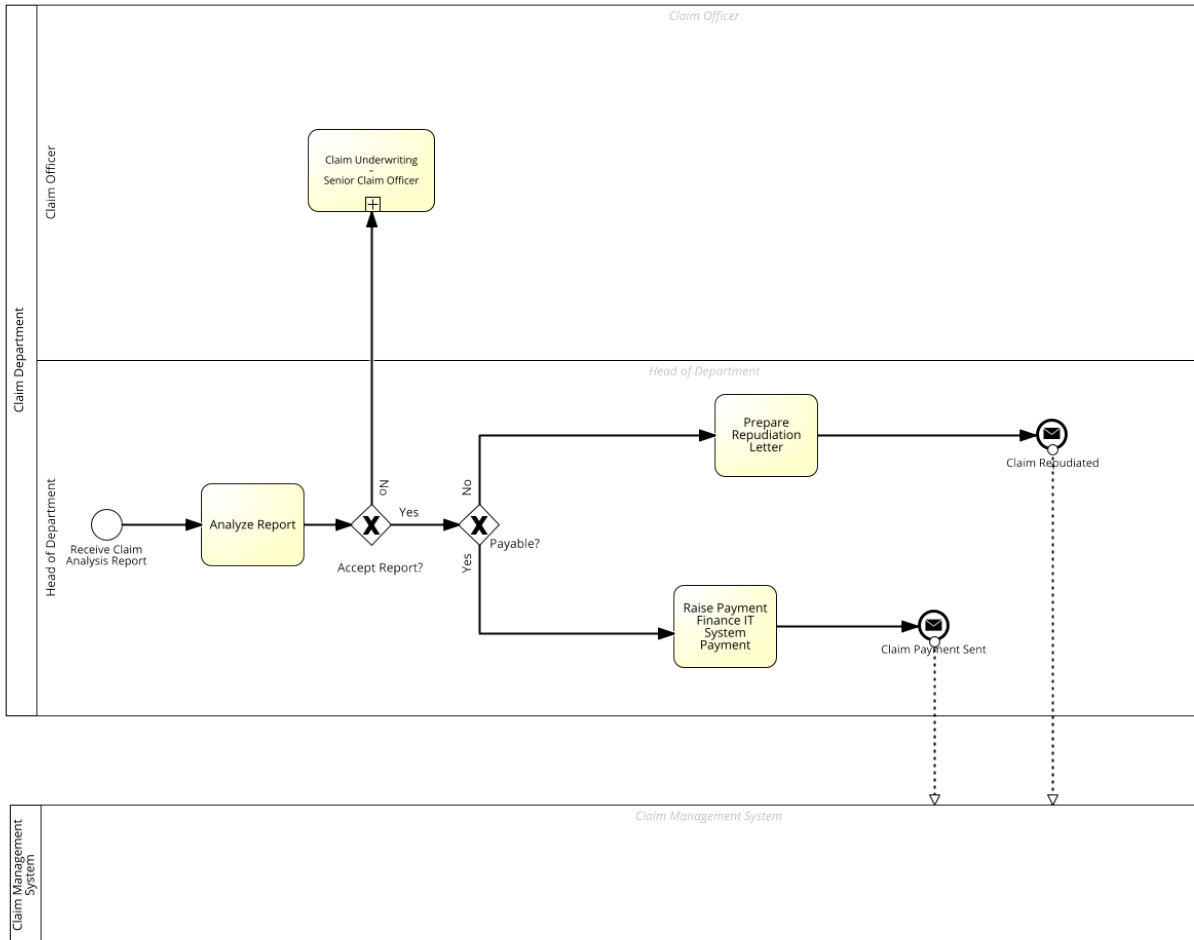 Claim Officer
Claim Officer
Claim Underwriting
–
Senior Claim Officer
Claim Department
Head of Department
Head of Department
Receive Claim
Analysis Report
Analyze Report
No
Yes
Accept Report?
No
Payable?
Yes
Prepare
Repudiation
Letter
Claim Repudiated
Raise Payment
Finance IT
System
Payment
Claim Payment Sent
Claim Management System
Claim Management
System